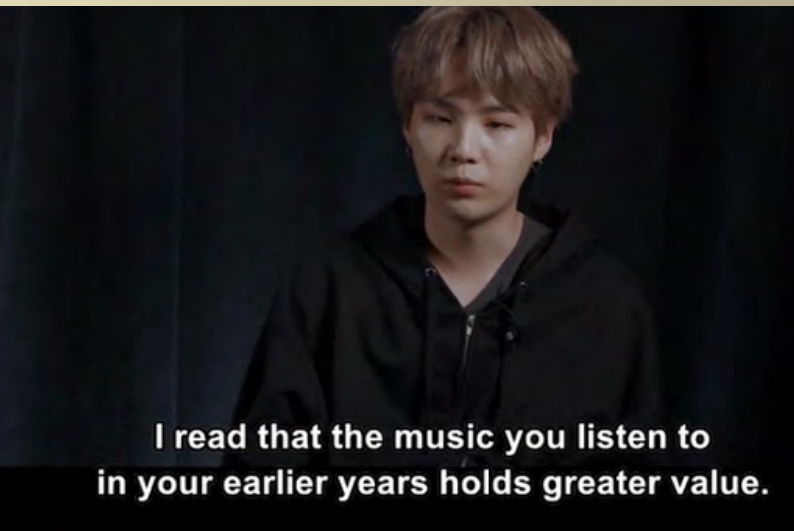 I read that the music you listen to
in your earlier years holds greater value.